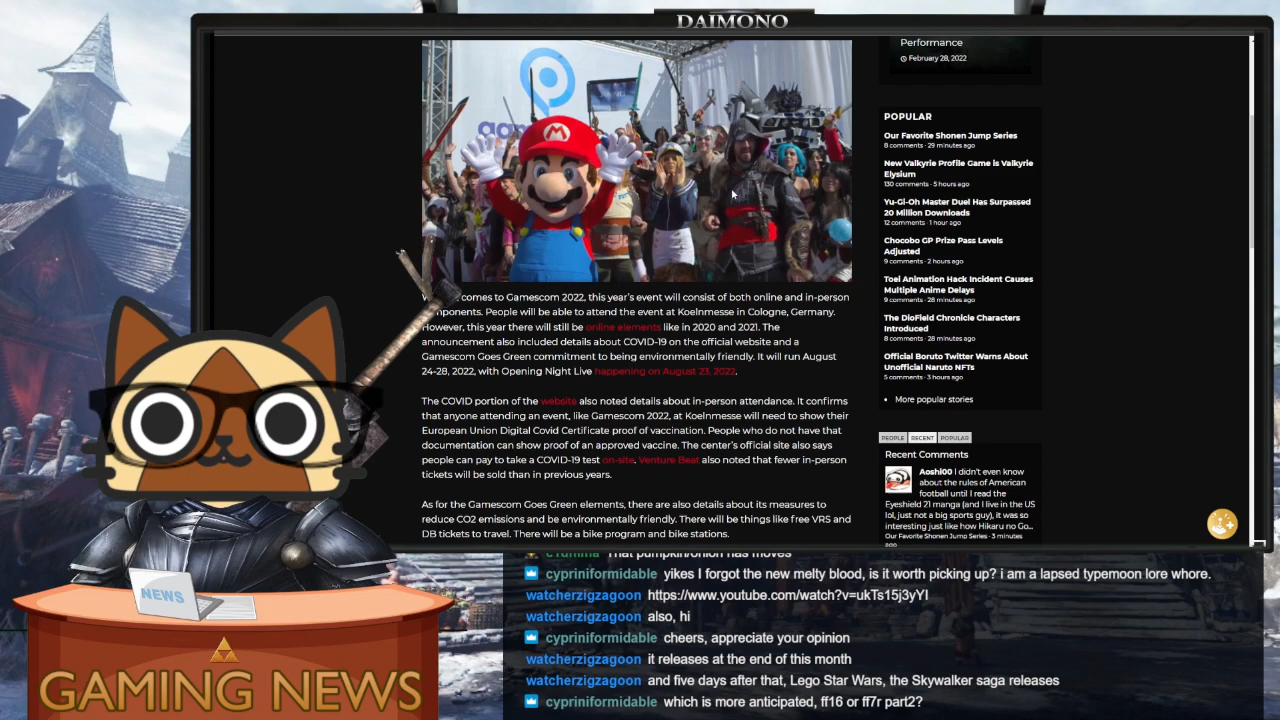 DAIMONO
Performance
February 28, 2022
POPULAR
Our Favorite Shonen Jump Series
8 comments · 29 minutes ago
New Valkyrie Profile Game is Valkyrie
Elysium
130 comments · 5 hours ago
Yu-Gi-Oh Master Duel Has Surpassed
20 Million Downloads
12 comments · 1 hour ago
Chocobo GP Prize Pass Levels
Adjusted
9 comments · 2 hours ago
Toei Animation Hack Incident Causes
Multiple Anime Delays
9 comments · 28 minutes ago
The DioField Chronicle Characters
Introduced
8 comments · 28 minutes ago
Official Boruto Twitter Warns About
Unofficial Naruto NFTs
5 comments · 3 hours ago
More popular stories
PEOPLE RECENT POPULAR
Recent Comments
Aoshi00 I didn't even know
about the rules of American
football until I read the
Eyeshield 21 manga (and I live in the US
lol, just not a big sports guy), it was so
interesting just like how Hikaru no Go...
Our Favorite Shonen Jump Series · 3 minutes
ago
comes to Gamescom 2022, this year's event will consist of both online and in-person
People will be able to attend the event at Koelnmesse in Cologne, Germany.
However, this year there will still be online elements like in 2020 and 2021. The
announcement also included details about COVID-19 on the official website and a
Gamescom Goes Green commitment to being environmentally friendly. It will run August
24-28, 2022, with Opening Night Live happening on August 23, 2022.
The COVID portion of the website also noted details about in-person attendance. It confirms
that anyone attending an event, like Gamescom 2022, at Koelnmesse will need to show their
European Union Digital Covid Certificate proof of vaccination. People who do not have that
documentation can show proof of an approved vaccine. The center's official site also says
people can pay to take a COVID-19 test on-site. Venture Beat also noted that fewer in-person
tickets will be sold than in previous years.
As for the Gamescom Goes Green elements, there are also details about its measures to
reduce CO2 emissions and be environmentally friendly. There will be things like free VRS and
DB tickets to travel. There will be a bike program and bike stations.
That pumpkin/onion has moves
cypriniformidable yikes I forgot the new melty blood, is it worth picking up? i am a lapsed typemoon lore whore.
watcherzigzagoon https://www.youtube.com/watch?v=ukTs15j3yYI
watcherzigzagoon also, hi
cypriniformidable cheers, appreciate your opinion
watcherzigzagoon it releases at the end of this month
watcherzigzagoon and five days after that, Lego Star Wars, the Skywalker saga releases
cypriniformidable which is more anticipated, ff16 or ff7r part2?
NEWS
GAMING NEWS